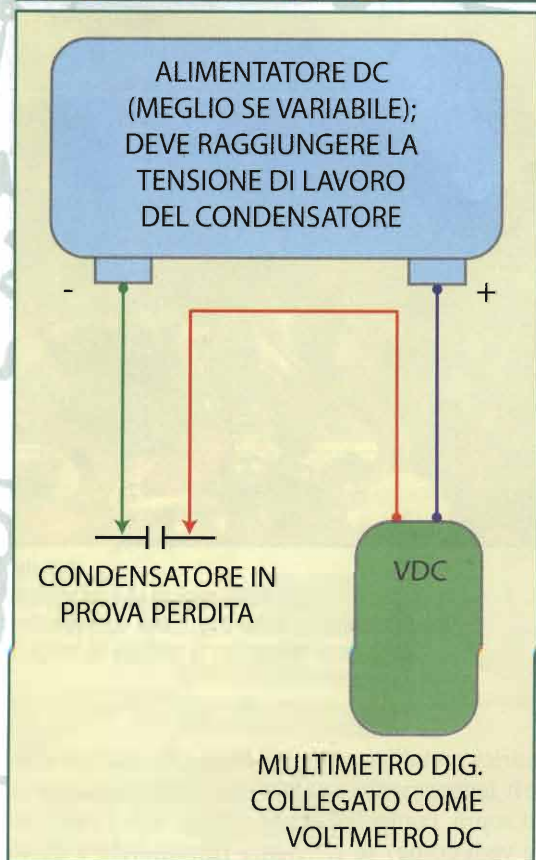 ALIMENTATORE DC
(MEGLIO SE VARIABILE);
DEVE RAGGIUNGERE LA
TENSIONE DI LAVORO
DEL CONDENSATORE
-
+
CONDENSATORE IN
PROVA PERDITA
VDC
MULTIMETRO DIG.
COLLEGATO COME
VOLTMETRO DC